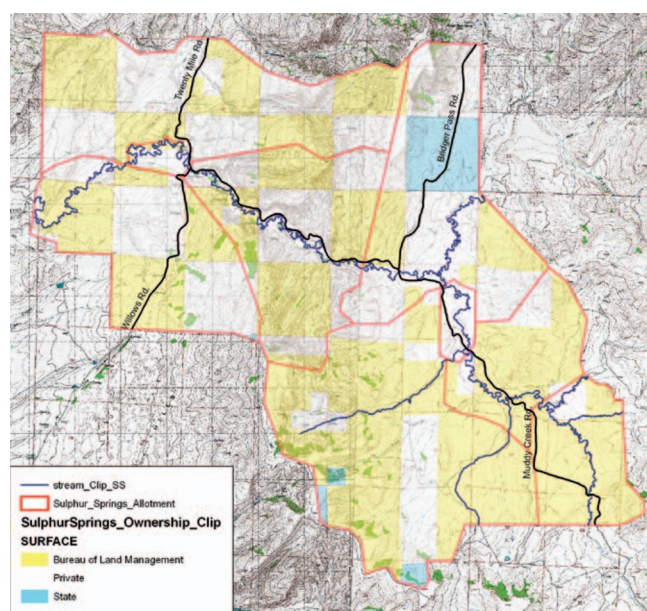 Twenty Mile Rd.
Bridger Pass Rd.
Willows Rd.
Muddy Creek R
stream_Clip_SS
Sulphur_Springs_Allotment
SulphurSprings_Ownership_Clip
SURFACE
Bureau of Land Management
Private
State